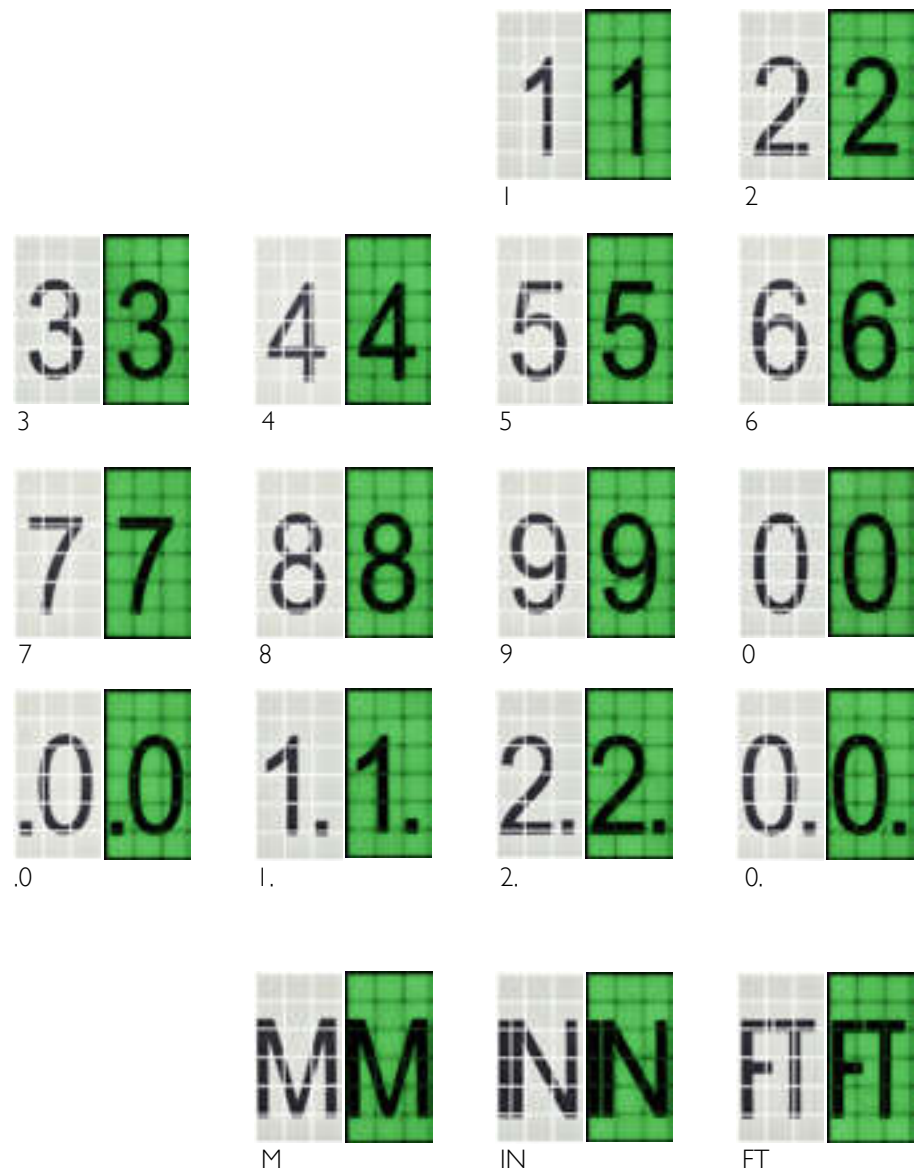 1 1 2 2
1 2
3 3 4 4 5 5 6 6
3 4 5 6
7 7 8 8 9 9 0 0
7 8 9 0
.0 .0 1. 1. 2. 2. 0. 0.
.0 1. 2. 0.
M M IN IN FT FT
M IN FT